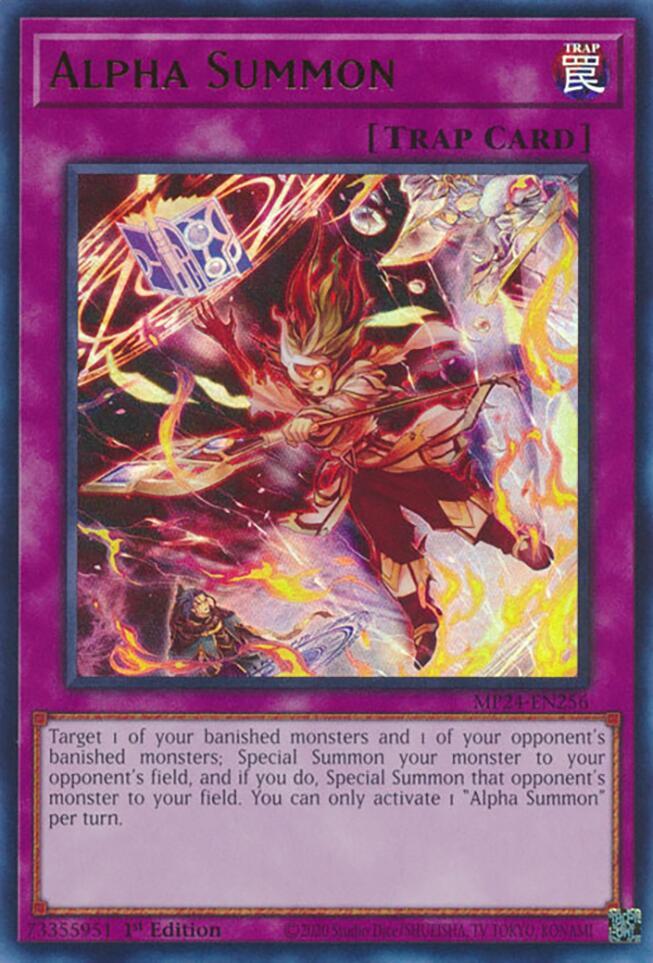 Alpha Summon
TRAP
罠
[Trap Card]
MP24-EN256
Target 1 of your banished monsters and 1 of your opponent's
banished monsters; Special Summon your monster to your
opponent's field, and if you do, Special Summon that opponent's
monster to your field. You can only activate 1 "Alpha Summon"
per turn.
73355951 1st Edition ©2020 Studio Dice/SHUEISHA, TV TOKYO, KONAMI